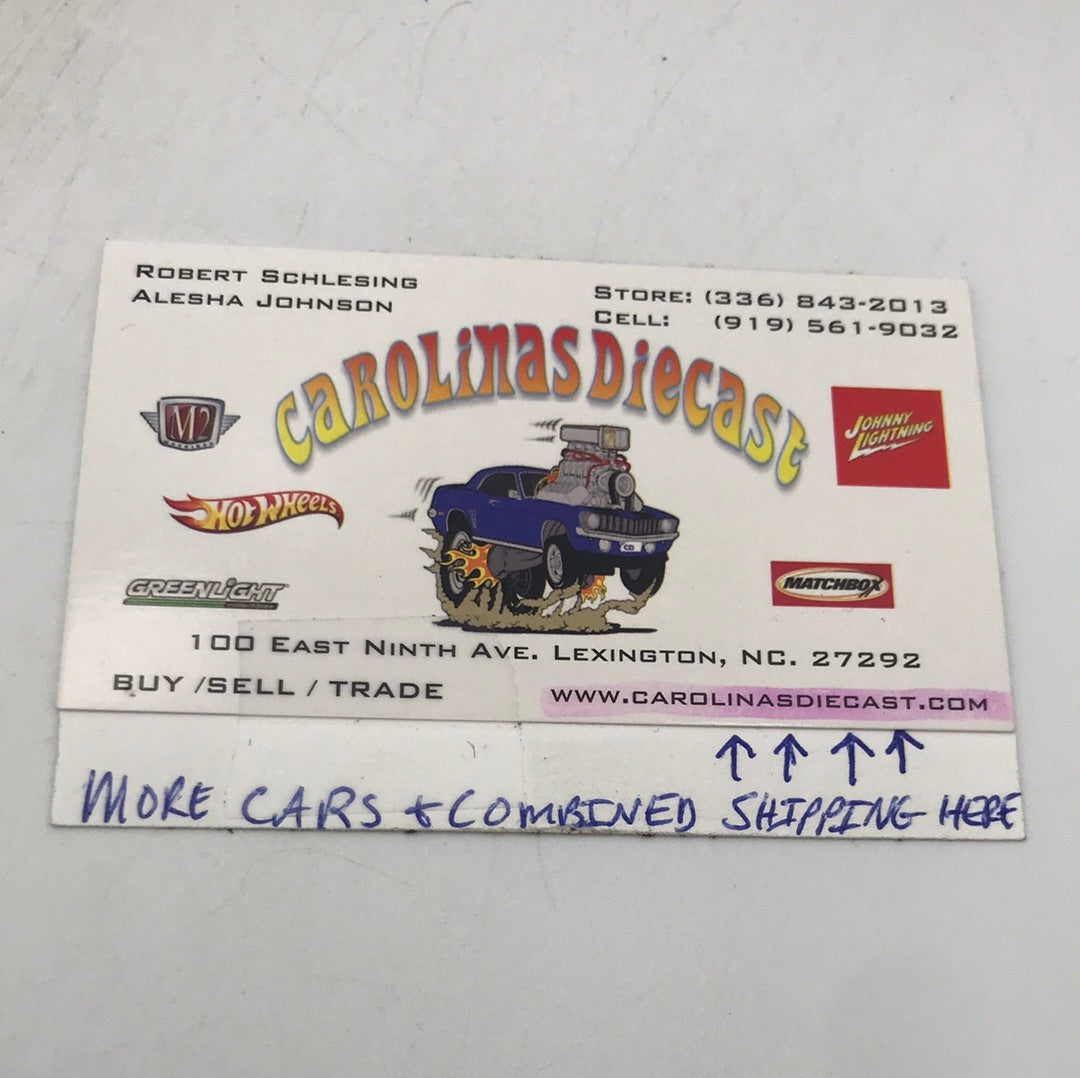 ROBERT SCHLESING
ALESHA JOHNSON
STORE: (336) 843-2013
CELL: (919) 561-9032
CAROLINAS DIECAST
M2
JOHNNY LIGHTNING
HOT WHEELS
GREENLIGHT
MATCHBOX
CD
100 EAST NINTH AVE. LEXINGTON, NC. 27292
BUY /SELL / TRADE
WWW.CAROLINASDIECAST.COM
↑ ↑ ↑ ↑
MORE CARS + COMBINED SHIPPING HERE